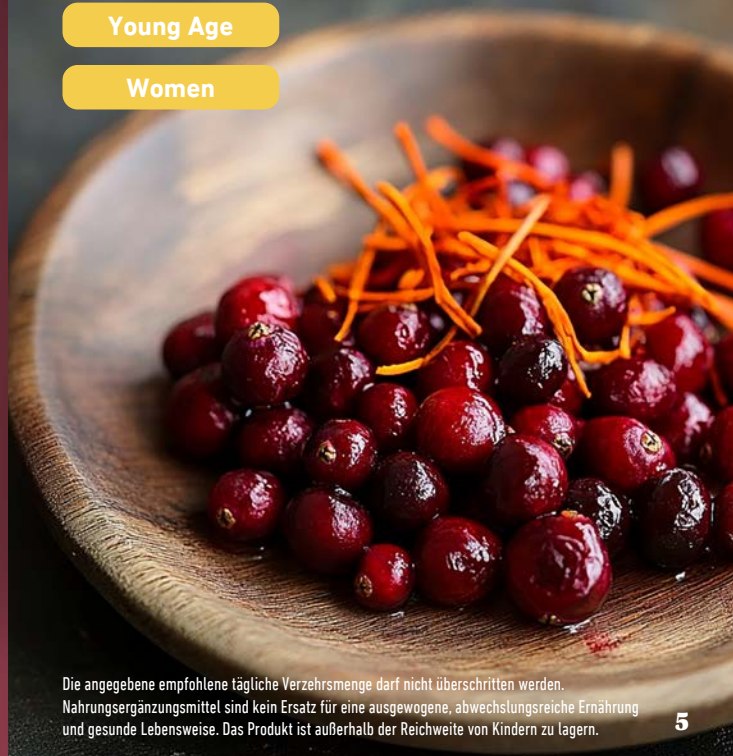 Young Age
Women
Die angegebene empfohlene tägliche Verzehrsmenge darf nicht überschritten werden.
Nahrungsergänzungsmittel sind kein Ersatz für eine ausgewogene, abwechslungsreiche Ernährung
und gesunde Lebensweise. Das Produkt ist außerhalb der Reichweite von Kindern zu lagern.
5